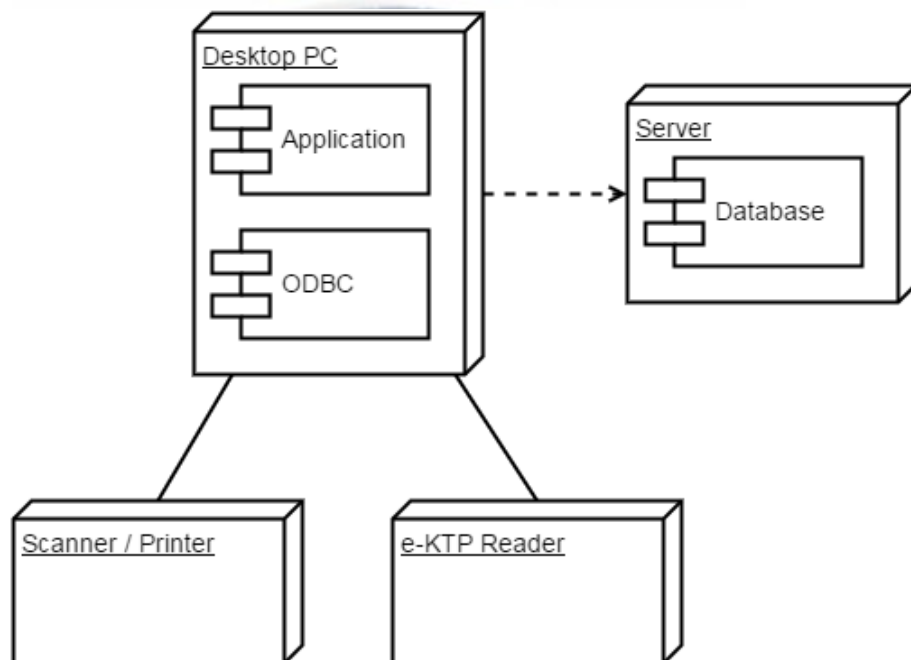 Desktop PC
Application
ODBC
Server
Database
Scanner / Printer
e-KTP Reader